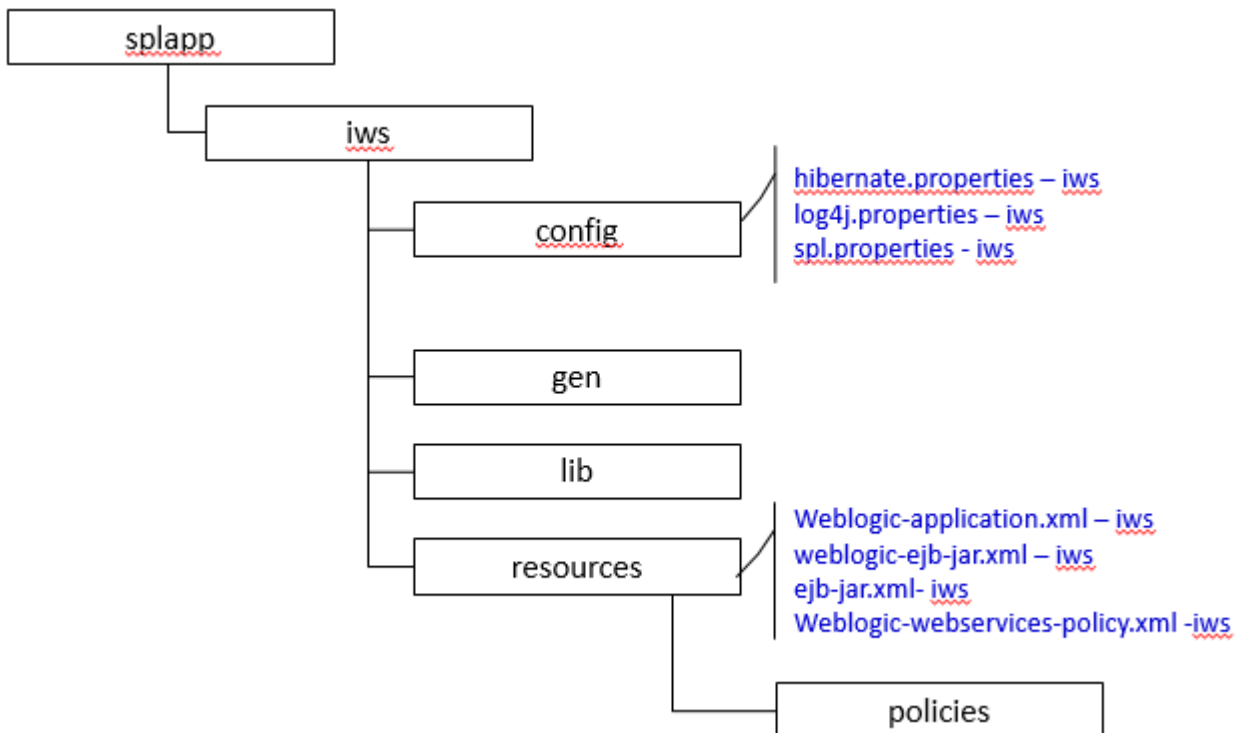 splapp
iws
config
hibernate.properties – iws
log4j.properties – iws
spl.properties - iws
gen
lib
resources
Weblogic-application.xml – iws
weblogic-ejb-jar.xml – iws
ejb-jar.xml- iws
Weblogic-webservices-policy.xml -iws
policies